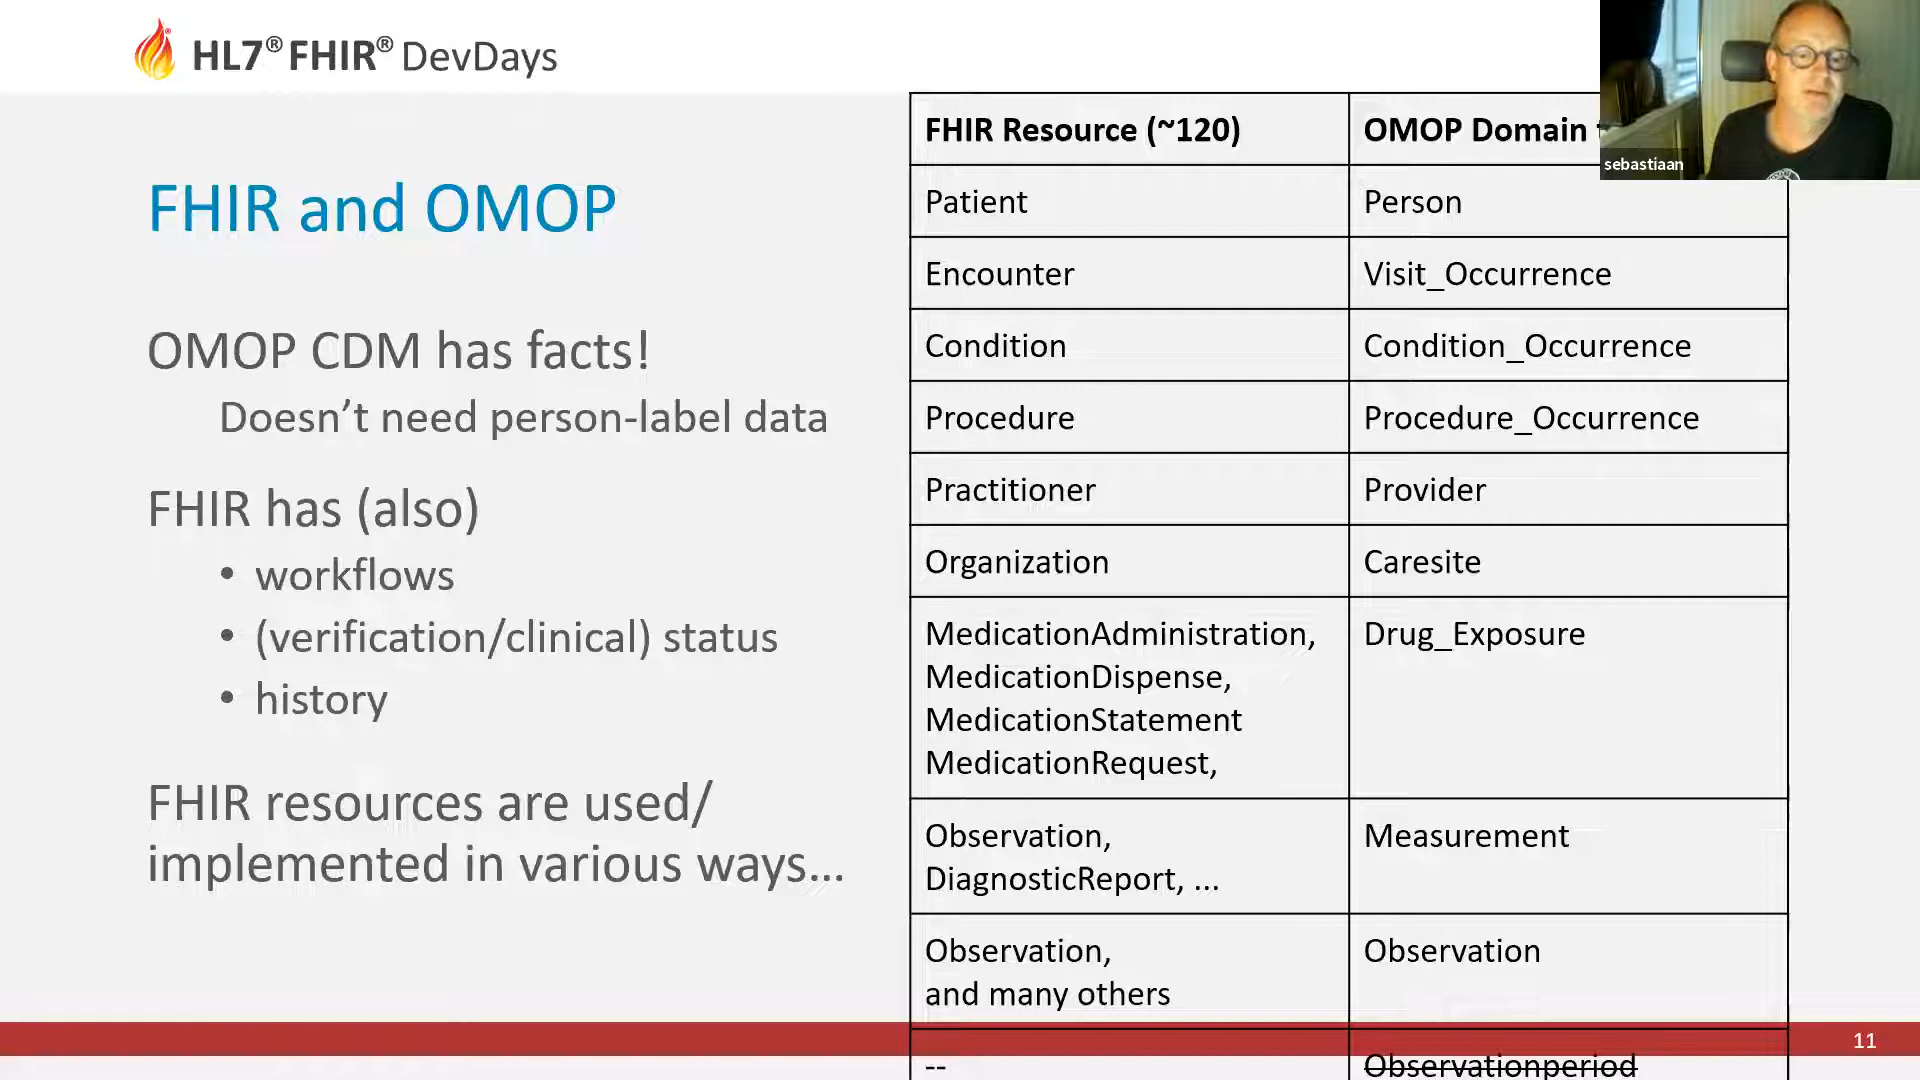 HL7® FHIR® DevDays
sebastiaan
FHIR and OMOP
OMOP CDM has facts!
Doesn’t need person-label data
FHIR has (also)
• workflows
• (verification/clinical) status
• history
FHIR resources are used/
implemented in various ways…
FHIR Resource (~120)
OMOP Domain
Patient
Person
Encounter
Visit_Occurrence
Condition
Condition_Occurrence
Procedure
Procedure_Occurrence
Practitioner
Provider
Organization
Caresite
MedicationAdministration,
MedicationDispense,
MedicationStatement
MedicationRequest,
Drug_Exposure
Observation,
DiagnosticReport, ...
Measurement
Observation,
and many others
Observation
--
Observationperiod
11